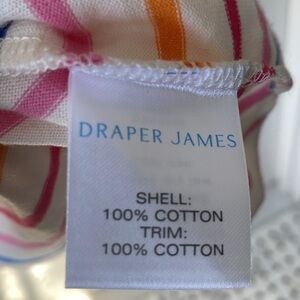 DRAPER JAMES
SHELL:
100% COTTON
TRIM:
100% COTTON